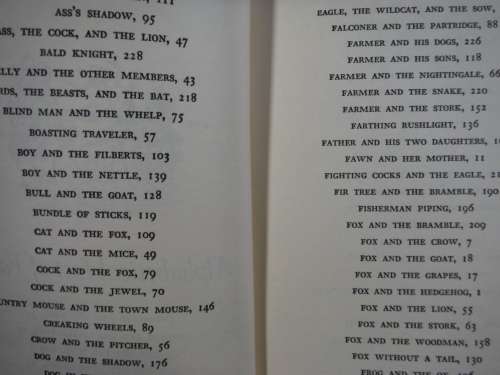 111
ASS'S SHADOW, 95
ASS, THE COCK, AND THE LION, 47
BALD KNIGHT, 228
AND THE OTHER MEMBERS, 43
THE BEASTS, AND THE BAT, 218
BLIND MAN AND THE WHELP, 75
BOASTING TRAVELER, 57
BOY AND THE FILBERTS, 103
BOY AND THE NETTLE, 139
BULL AND THE GOAT, 128
BUNDLE OF STICKS, 119
CAT AND THE FOX, 109
CAT AND THE MICE, 49
COCK AND THE FOX, 79
COCK AND THE JEWEL, 70
MOUSE AND THE TOWN MOUSE, 146
CREAKING WHEELS, 89
CROW AND THE PITCHER, 56
DOG AND THE SHADOW, 176
DOG
EAGLE, THE WILDCAT, AND THE SOW,
FALCONER AND THE PARTRIDGE, 88
FARMER AND HIS DOGS, 226
FARMER AND HIS SONS, 118
FARMER AND THE NIGHTINGALE, 66
FARMER AND THE SNAKE, 220
FARMER AND THE STORK, 152
FARTHING RUSHLIGHT, 136
FATHER AND HIS TWO DAUGHTERS,
FAWN AND HER MOTHER, 11
FIGHTING COCKS AND THE EAGLE,
FIR TREE AND THE BRAMBLE, 190
FISHERMAN PIPING, 196
FOX AND THE BRAMBLE, 209
FOX AND THE CROW, 7
FOX AND THE GOAT, 18
FOX AND THE GRAPES, 17
FOX AND THE HEDGEHOG, 1
FOX AND THE LION, 55
FOX AND THE STORK, 63
FOX AND THE WOODMAN, 158
FOX WITHOUT A TAIL, 130
FROG AND THE